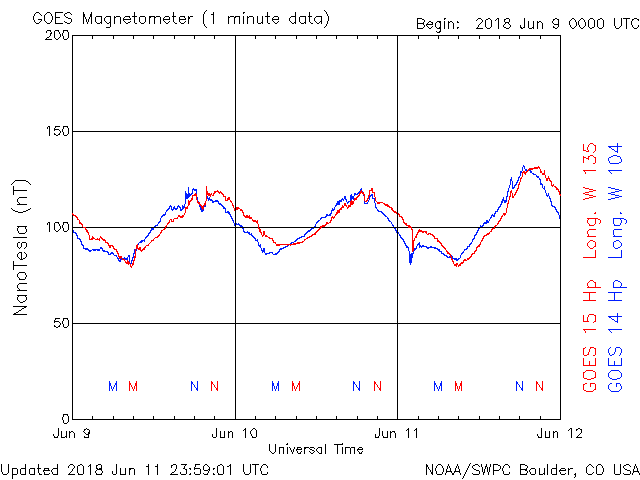 GOES Magnetometer (1 minute data)
Begin: 2018 Jun 9 0000 UTC
200
150
100
50
0
NanoTesla (nT)
M M N N M M N N M M N N
Jun 9 Jun 10 Jun 11 Jun 12
Universal Time
GOES 15 Hp Long. W 135
GOES 14 Hp Long. W 104
Updated 2018 Jun 11 23:59:01 UTC
NOAA/SWPC Boulder, CO USA